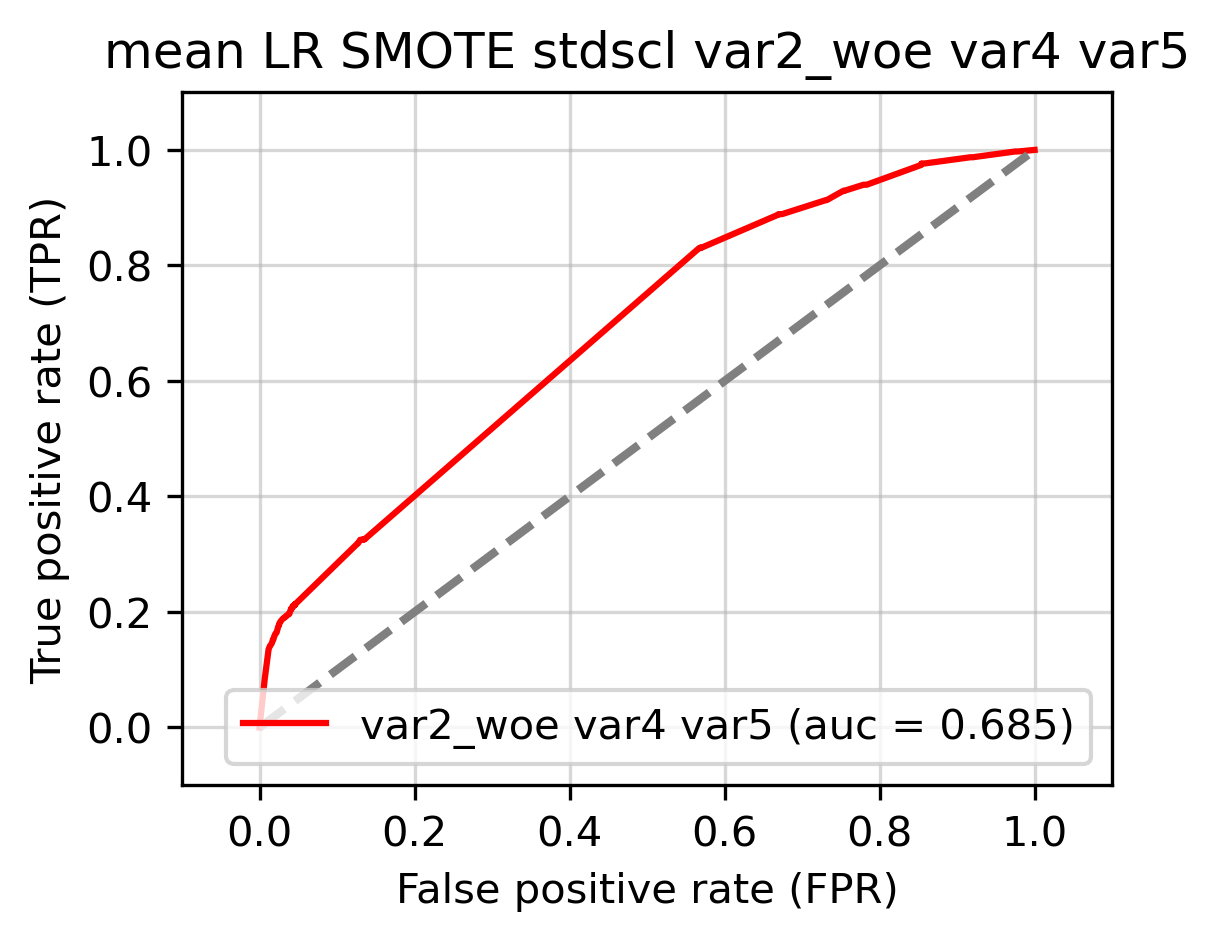 mean LR SMOTE stdscl var2_woe var4 var5
True positive rate (TPR)
1.0
0.8
0.6
0.4
0.2
0.0
var2_woe var4 var5 (auc = 0.685)
0.0 0.2 0.4 0.6 0.8 1.0
False positive rate (FPR)